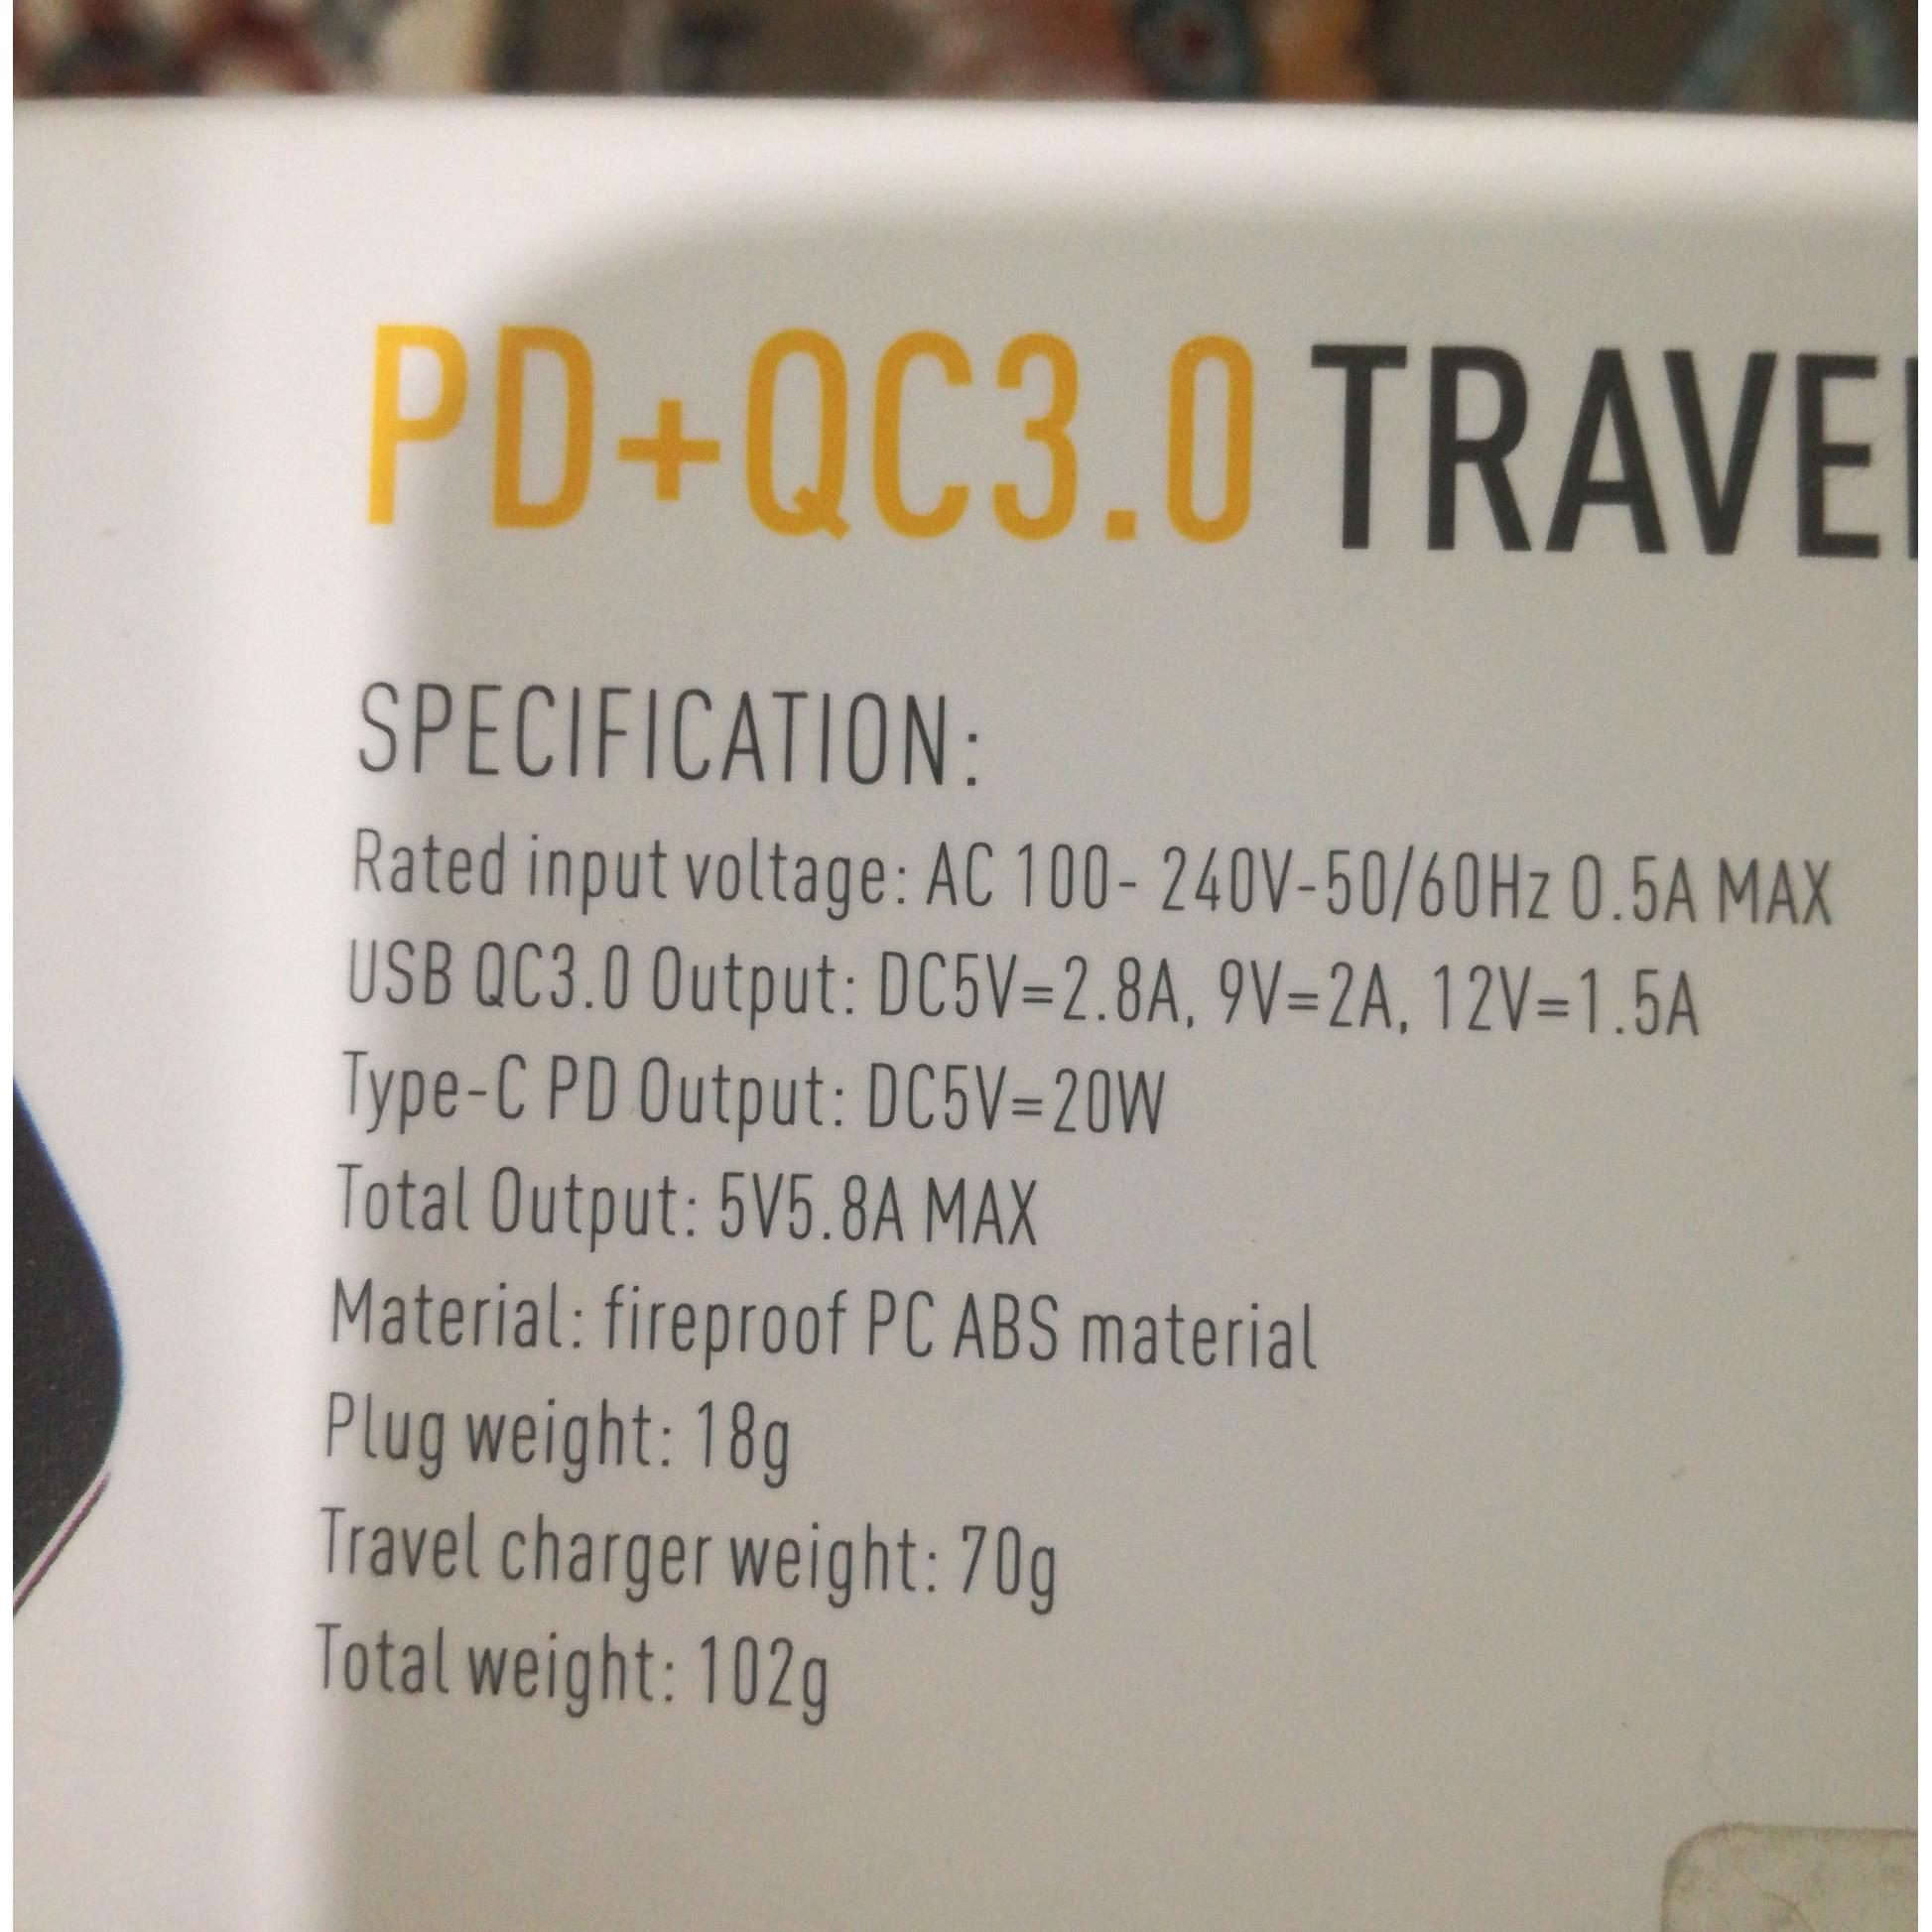 PD+QC3.0 TRAVEL
SPECIFICATION:
Rated input voltage: AC 100- 240V-50/60Hz 0.5A MAX
USB QC3.0 Output: DC5V=2.8A, 9V=2A, 12V=1.5A
Type-C PD Output: DC5V=20W
Total Output: 5V5.8A MAX
Material: fireproof PC ABS material
Plug weight: 18g
Travel charger weight: 70g
Total weight: 102g